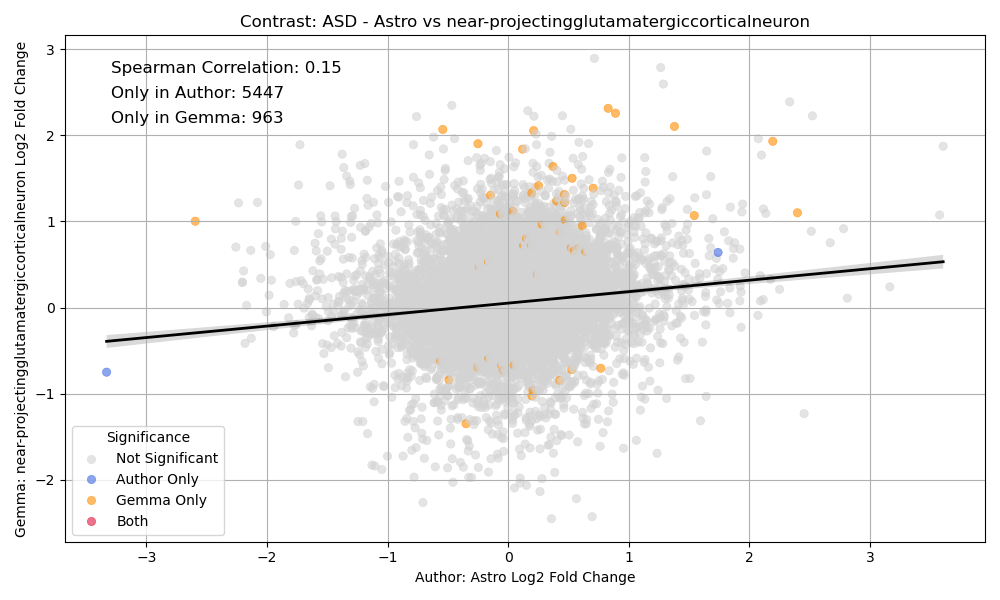 Contrast: ASD - Astro vs near-projectingglutamatergiccorticalneuron
Gemma: near-projectingglutamatergiccorticalneuron Log2 Fold Change
3
2
1
0
−1
−2
Spearman Correlation: 0.15
Only in Author: 5447
Only in Gemma: 963
Significance
Not Significant
Author Only
Gemma Only
Both
−3 −2 −1 0 1 2 3
Author: Astro Log2 Fold Change